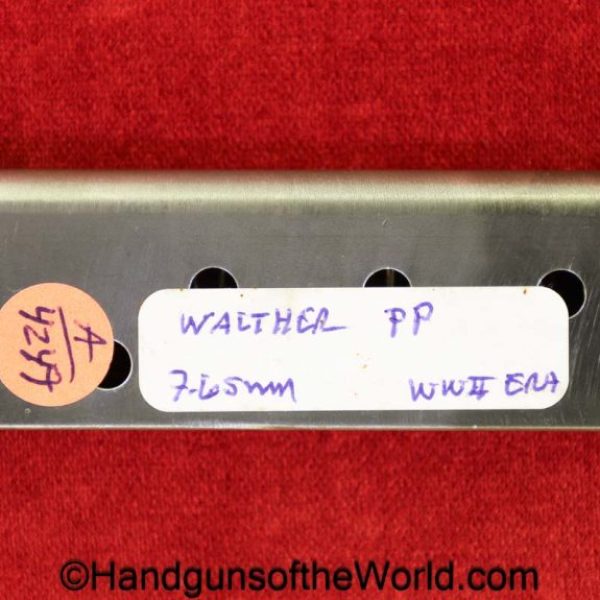 WALTHER PP
7.65mm WWII ERA
A
4247
©HandgunsoftheWorld.com